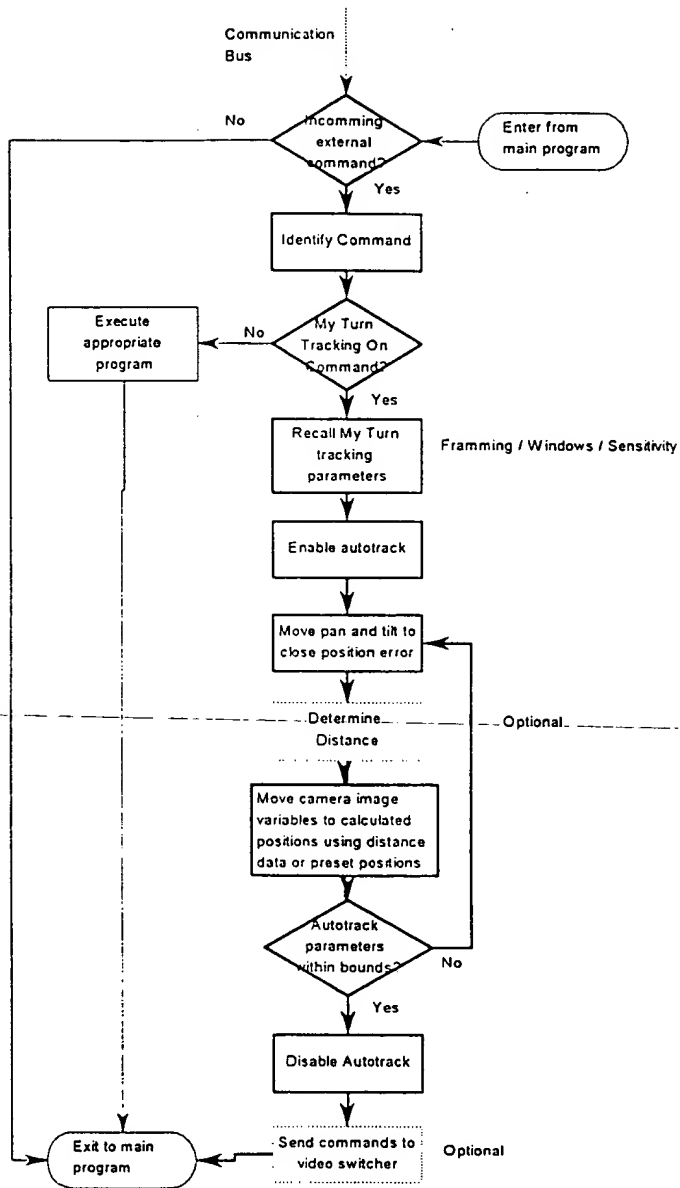 Communication
Bus
No
Incomming
external
command?
Enter from
main program
Yes
Identify Command
Execute
appropriate
program
No
My Turn
Tracking On
Command?
Yes
Recall My Turn
tracking
parameters
Framming / Windows / Sensitivity
Enable autotrack
Move pan and tilt to
close position error
Determine
Distance
Optional
Move camera image
variables to calculated
positions using distance
data or preset positions
Autotrack
parameters
within bounds?
No
Yes
Disable Autotrack
Exit to main
program
Send commands to
video switcher
Optional